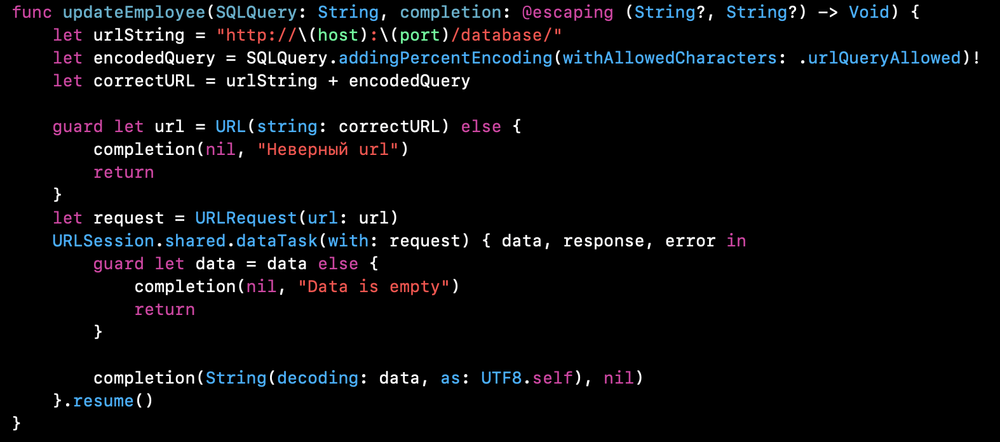 func updateEmployee(SQLQuery: String, completion: @escaping (String?, String?) -> Void) {
    let urlString = "http://\(host):\(port)/database/"
    let encodedQuery = SQLQuery.addingPercentEncoding(withAllowedCharacters: .urlQueryAllowed)!
    let correctURL = urlString + encodedQuery

    guard let url = URL(string: correctURL) else {
        completion(nil, "Неверный url")
        return
    }
    let request = URLRequest(url: url)
    URLSession.shared.dataTask(with: request) { data, response, error in
        guard let data = data else {
            completion(nil, "Data is empty")
            return
        }

        completion(String(decoding: data, as: UTF8.self), nil)
    }.resume()
}